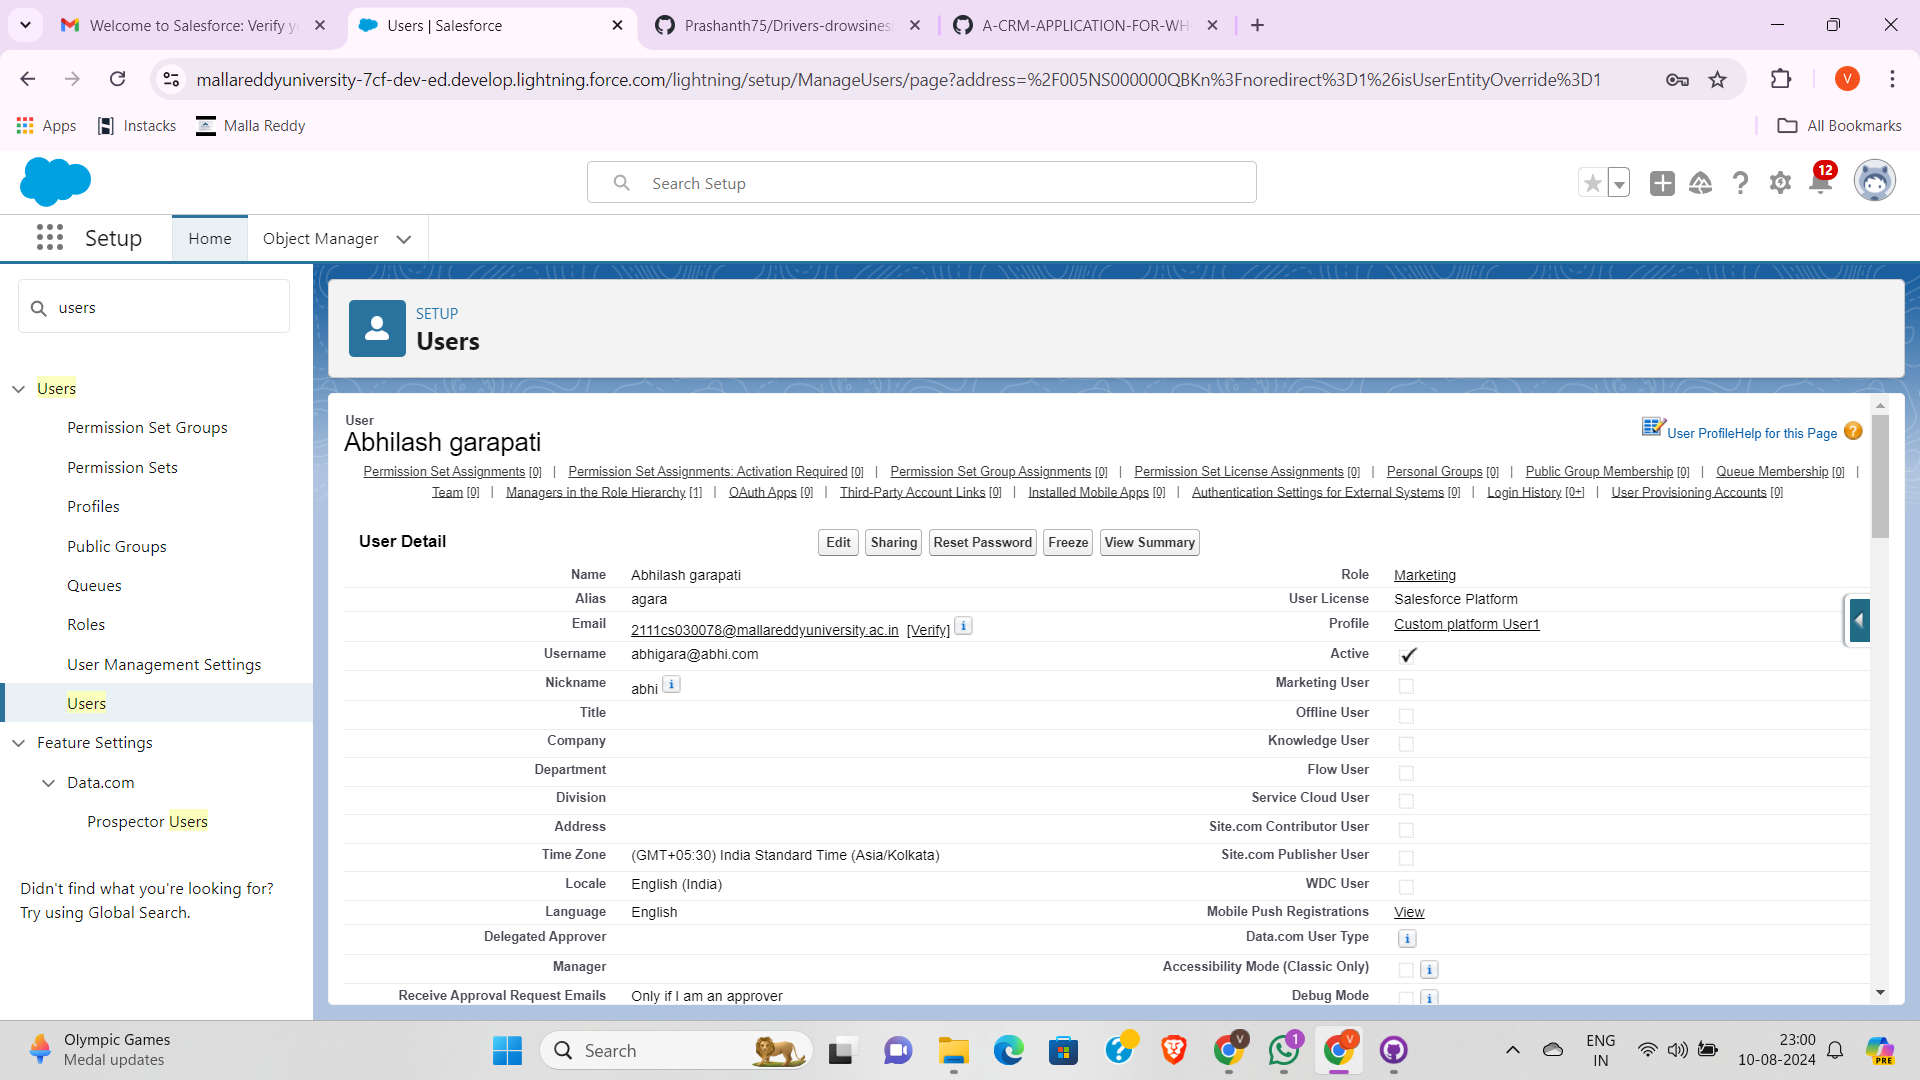 Welcome to Salesforce: Verify y
Users | Salesforce
Prashanth75/Drivers-drowsines
A-CRM-APPLICATION-FOR-WH
mallareddyuniversity-7cf-dev-ed.develop.lightning.force.com/lightning/setup/ManageUsers/page?address=%2F005NS000000QBKn%3Fnoredirect%3D1%26isUserEntityOverride%3D1
V
Apps
Instacks
Malla Reddy
All Bookmarks
Search Setup
12
Setup
Home
Object Manager
users
Users
Permission Set Groups
Permission Sets
Profiles
Public Groups
Queues
Roles
User Management Settings
Users
Feature Settings
Data.com
Prospector Users
Didn't find what you're looking for?
Try using Global Search.
SETUP
Users
User
Abhilash garapati
User Profile Help for this Page
Permission Set Assignments [0] | Permission Set Assignments: Activation Required [0] | Permission Set Group Assignments [0] | Permission Set License Assignments [0] | Personal Groups [0] | Public Group Membership [0] | Queue Membership [0] |
Team [0] | Managers in the Role Hierarchy [1] | OAuth Apps [0] | Third-Party Account Links [0] | Installed Mobile Apps [0] | Authentication Settings for External Systems [0] | Login History [0+] | User Provisioning Accounts [0]
User Detail
Edit Sharing Reset Password Freeze View Summary
Name Abhilash garapati Role Marketing
Alias agara User License Salesforce Platform
Email 2111cs030078@mallareddyuniversity.ac.in [Verify] i Profile Custom platform User1
Username abhigara@abhi.com Active ✓
Nickname abhi i Marketing User
Title Offline User
Company Knowledge User
Department Flow User
Division Service Cloud User
Address Site.com Contributor User
Time Zone (GMT+05:30) India Standard Time (Asia/Kolkata) Site.com Publisher User
Locale English (India) WDC User
Language English Mobile Push Registrations View
Delegated Approver Data.com User Type i
Manager Accessibility Mode (Classic Only) i
Receive Approval Request Emails Only if I am an approver Debug Mode i
Olympic Games
Medal updates
Search
V
1
V
ENG
IN
23:00
10-08-2024
PRE